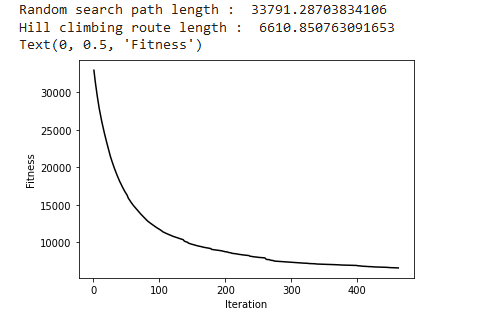 Random search path length :  33791.28703834106
Hill climbing route length :  6610.850763091653
Text(0, 0.5, 'Fitness')
30000
25000
20000
15000
10000
Fitness
0 100 200 300 400
Iteration